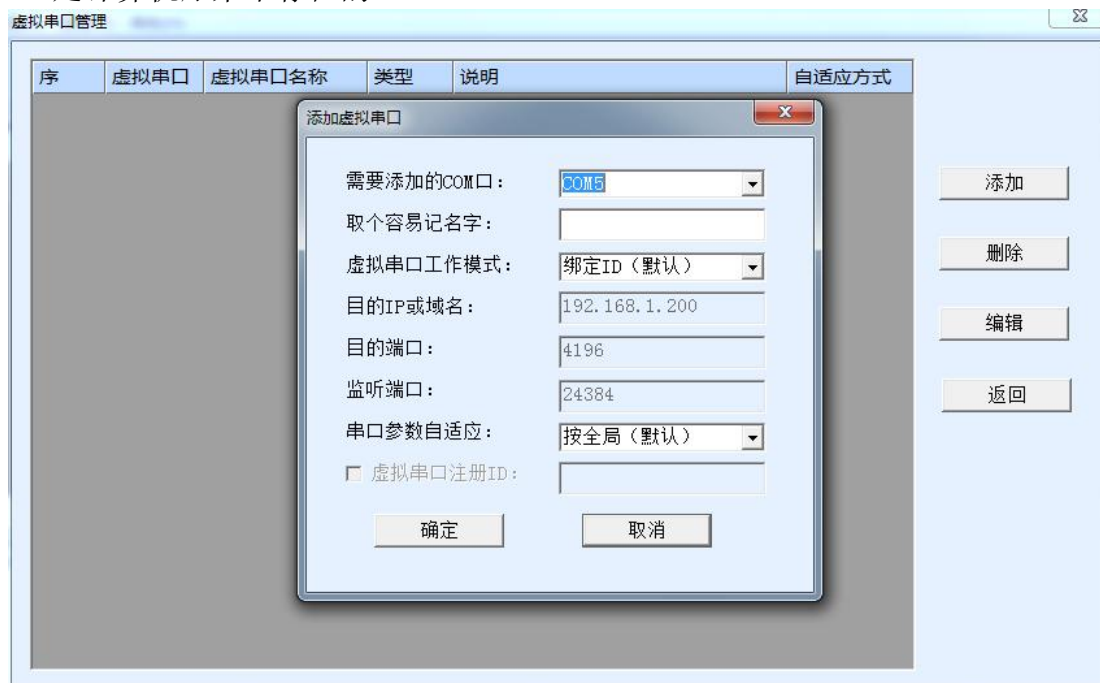 虚拟串口管理
序 虚拟串口 虚拟串口名称 类型 说明 自适应方式
添加虚拟串口
需要添加的COM口： COM5
取个容易记名字：
虚拟串口工作模式： 绑定ID（默认）
目的IP或域名： 192.168.1.200
目的端口： 4196
监听端口： 24384
串口参数自适应： 按全局（默认）
虚拟串口注册ID：
确定 取消
添加
删除
编辑
返回